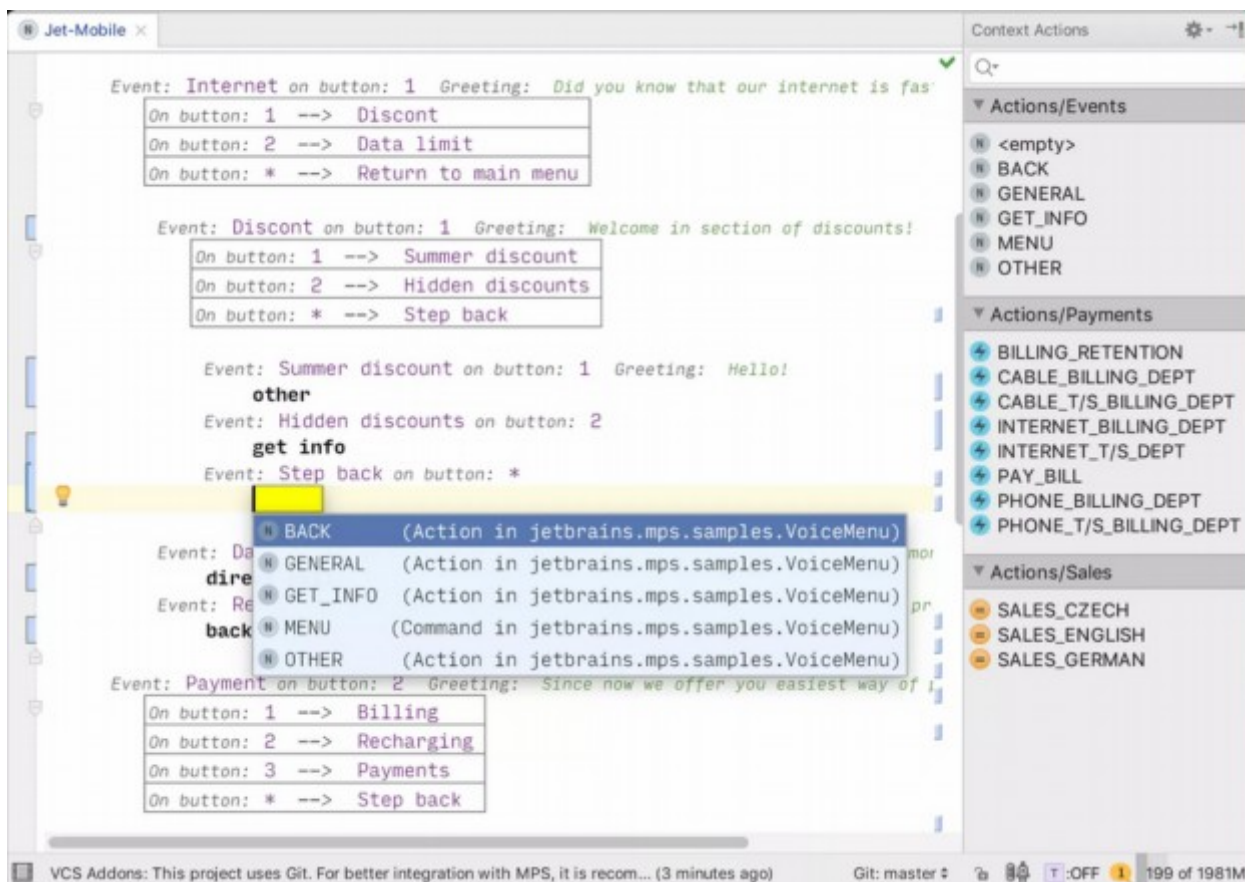 Jet-Mobile
Event: Internet on button: 1 Greeting: Did you know that our internet is fas
On button: 1 --> Discont
On button: 2 --> Data limit
On button: * --> Return to main menu
Event: Discont on button: 1 Greeting: Welcome in section of discounts!
On button: 1 --> Summer discount
On button: 2 --> Hidden discounts
On button: * --> Step back
Event: Summer discount on button: 1 Greeting: Hello!
other
Event: Hidden discounts on button: 2
get info
Event: Step back on button: *
BACK (Action in jetbrains.mps.samples.VoiceMenu)
GENERAL (Action in jetbrains.mps.samples.VoiceMenu)
GET_INFO (Action in jetbrains.mps.samples.VoiceMenu)
MENU (Command in jetbrains.mps.samples.VoiceMenu)
OTHER (Action in jetbrains.mps.samples.VoiceMenu)
Event: Da mor
dire
Event: Re pr
back
Event: Payment on button: 2 Greeting: Since now we offer you easiest way of
On button: 1 --> Billing
On button: 2 --> Recharging
On button: 3 --> Payments
On button: * --> Step back
Context Actions
Actions/Events
<empty>
BACK
GENERAL
GET_INFO
MENU
OTHER
Actions/Payments
BILLING_RETENTION
CABLE_BILLING_DEPT
CABLE_T/S_BILLING_DEPT
INTERNET_BILLING_DEPT
INTERNET_T/S_DEPT
PAY_BILL
PHONE_BILLING_DEPT
PHONE_T/S_BILLING_DEPT
Actions/Sales
SALES_CZECH
SALES_ENGLISH
SALES_GERMAN
VCS Addons: This project uses Git. For better integration with MPS, it is recom... (3 minutes ago) Git: master T :OFF 1 199 of 1981M